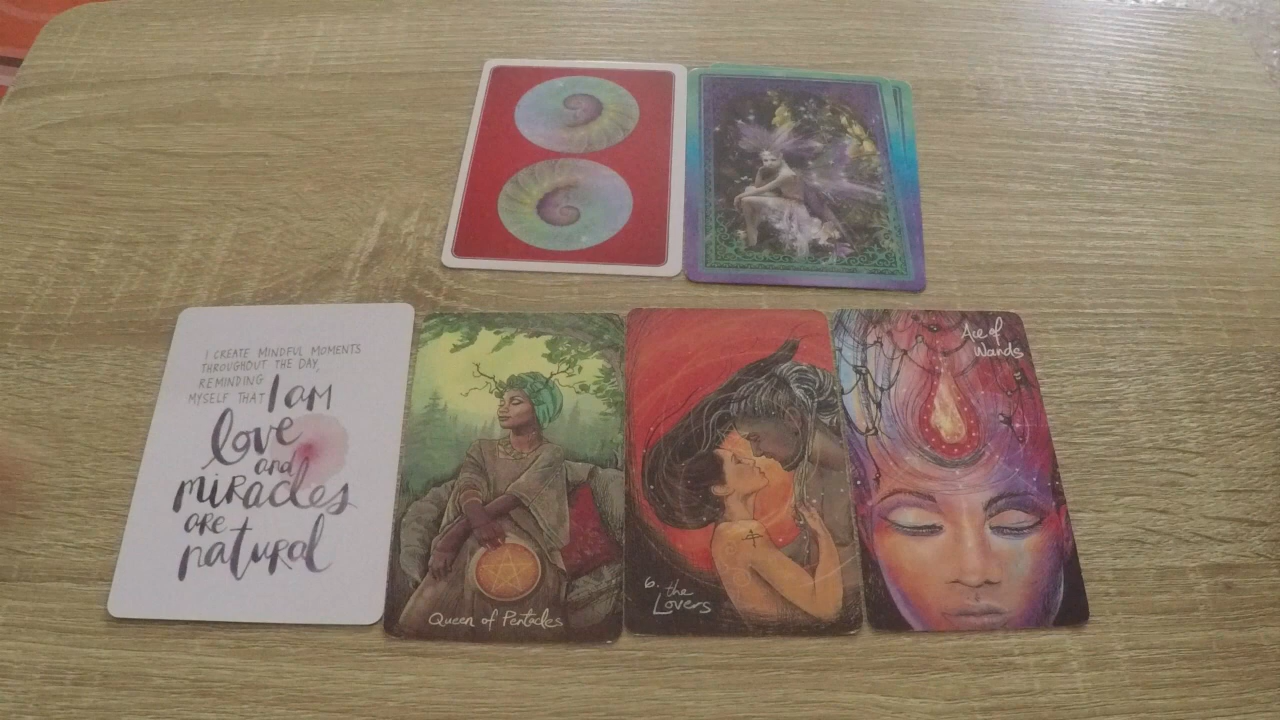 I CREATE MINDFUL MOMENTS
THROUGHOUT THE DAY,
REMINDING
MYSELF THAT I AM
love
and
miracles
are
natural
Queen of Pentacles
6. the
Lovers
Ace of
Wands